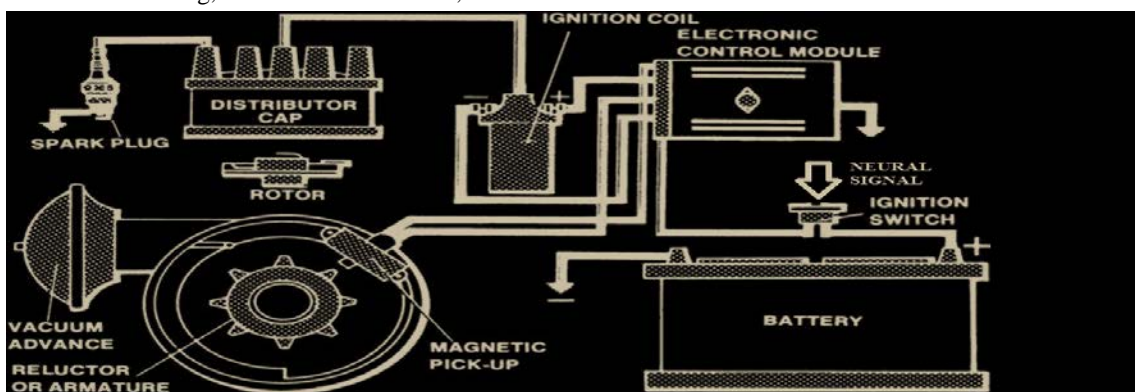 IGNITION COIL
ELECTRONIC
CONTROL MODULE
DISTRIBUTOR
CAP
SPARK PLUG
ROTOR
NEURAL
SIGNAL
IGNITION
SWITCH
− +
+
−
VACUUM
ADVANCE
BATTERY
MAGNETIC
PICK-UP
RELUCTOR
OR ARMATURE